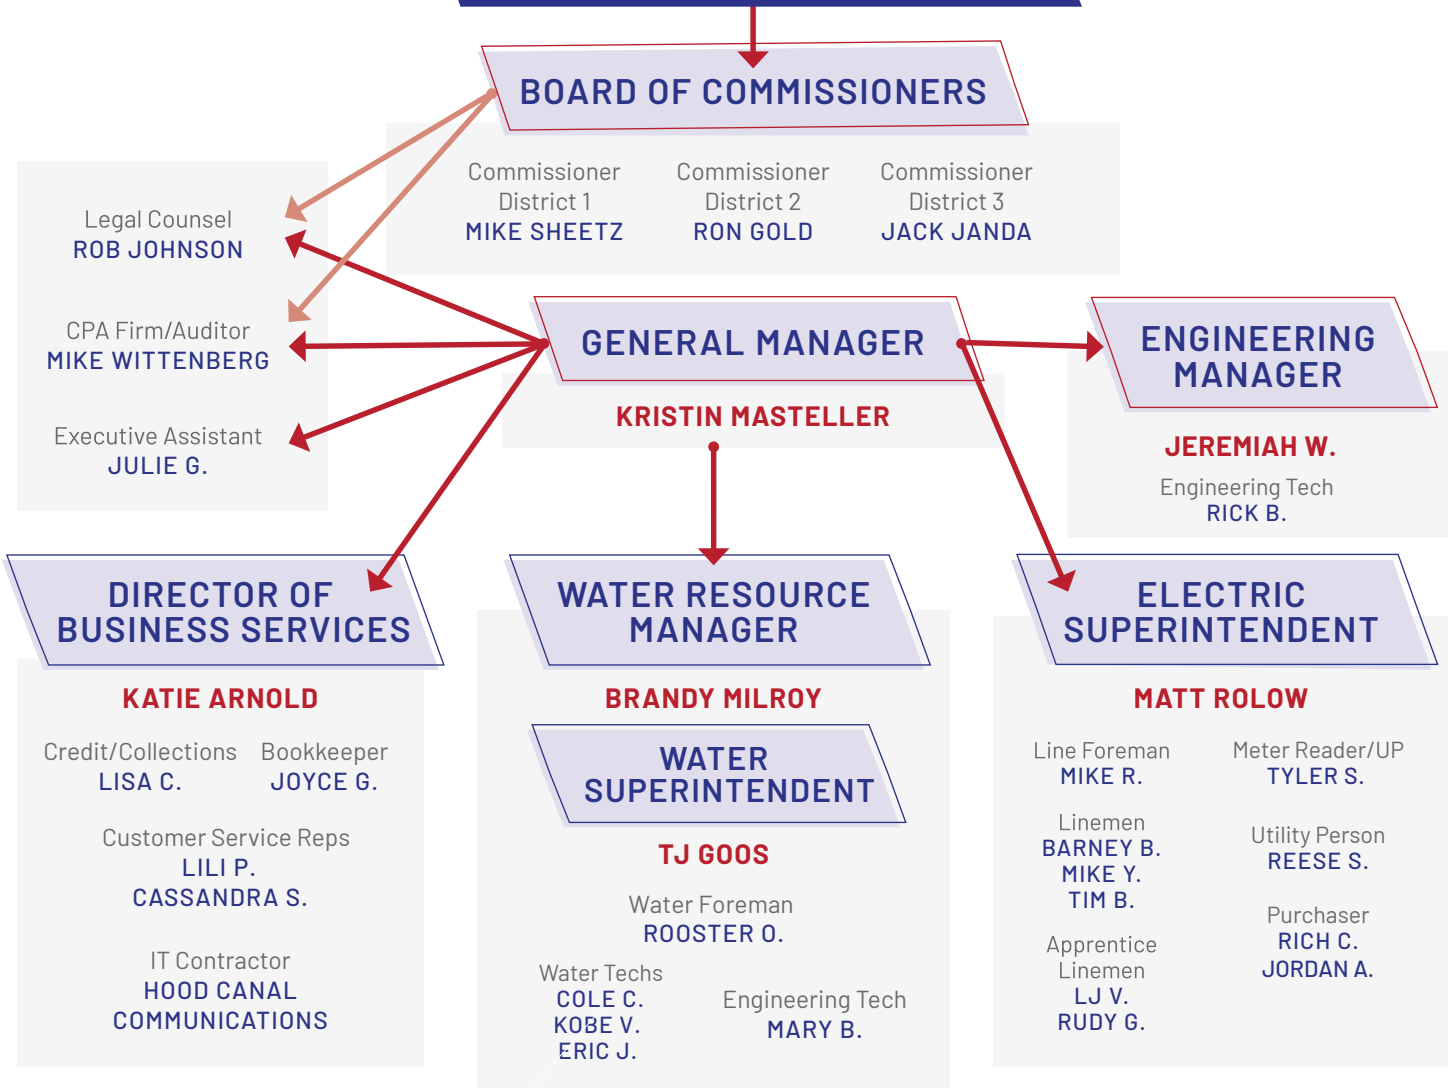 BOARD OF COMMISSIONERS
Commissioner
District 1
MIKE SHEETZ
Commissioner
District 2
RON GOLD
Commissioner
District 3
JACK JANDA
Legal Counsel
ROB JOHNSON
CPA Firm/Auditor
MIKE WITTENBERG
Executive Assistant
JULIE G.
GENERAL MANAGER
KRISTIN MASTELLER
ENGINEERING
MANAGER
JEREMIAH W.
Engineering Tech
RICK B.
DIRECTOR OF
BUSINESS SERVICES
KATIE ARNOLD
Credit/Collections
LISA C.
Bookkeeper
JOYCE G.
Customer Service Reps
LILI P.
CASSANDRA S.
IT Contractor
HOOD CANAL
COMMUNICATIONS
WATER RESOURCE
MANAGER
BRANDY MILROY
WATER
SUPERINTENDENT
TJ GOOS
Water Foreman
ROOSTER O.
Water Techs
COLE C.
KOBE V.
ERIC J.
Engineering Tech
MARY B.
ELECTRIC
SUPERINTENDENT
MATT ROLOW
Line Foreman
MIKE R.
Linemen
BARNEY B.
MIKE Y.
TIM B.
Apprentice
Linemen
LJ V.
RUDY G.
Meter Reader/UP
TYLER S.
Utility Person
REESE S.
Purchaser
RICH C.
JORDAN A.